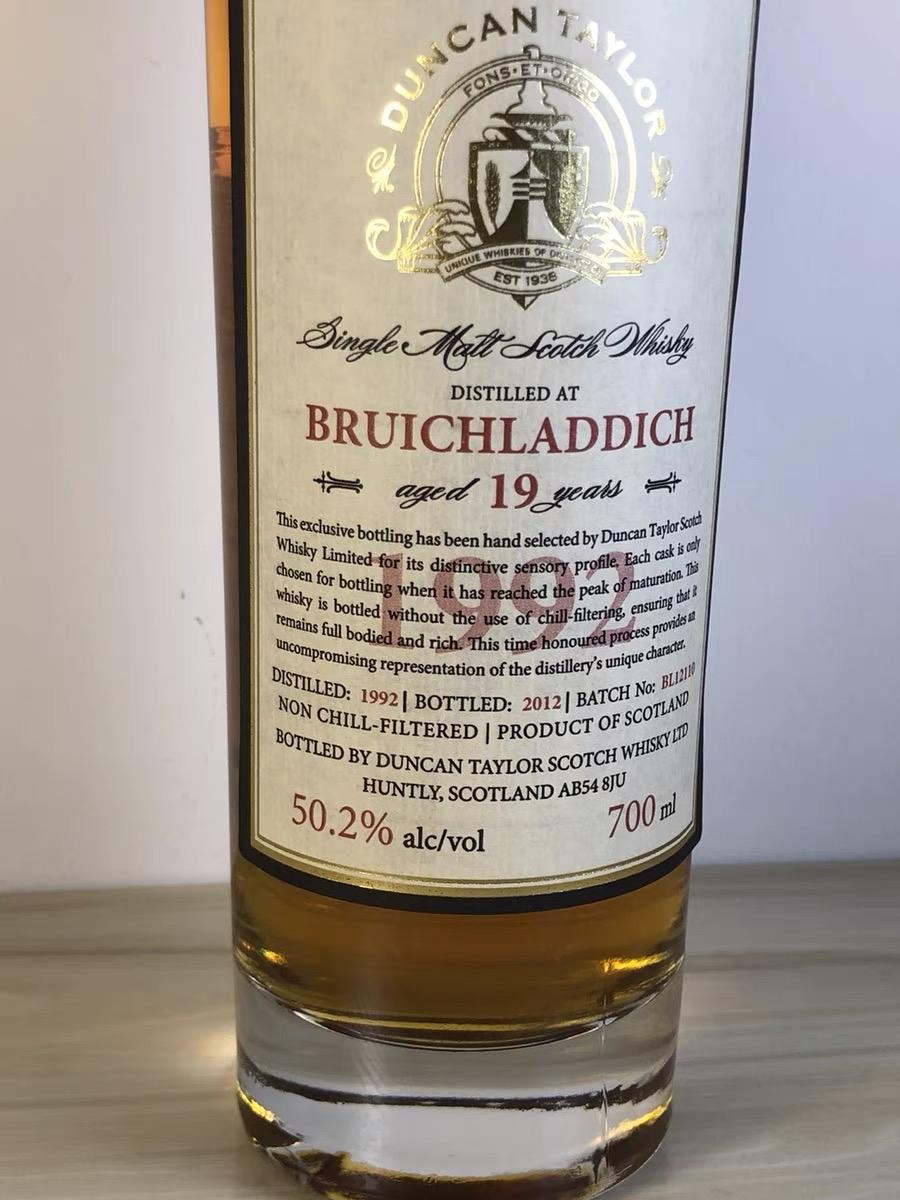 DUNCAN TAYLOR
FONS·ET·ORIGO
UNIQUE WHISKIES OF
EST 1938
Single Malt Scotch Whisky
DISTILLED AT
BRUICHLADDICH
aged 19 years
1992
This exclusive bottling has been hand selected by Duncan Taylor Scotch
Whisky Limited for its distinctive sensory profile. Each cask is only
chosen for bottling when it has reached the peak of maturation. This
whisky is bottled without the use of chill-filtering, ensuring that it
remains full bodied and rich. This time honoured process provides an
uncompromising representation of the distillery's unique character.
DISTILLED: 1992 | BOTTLED: 2012 | BATCH No: BL12110
NON CHILL-FILTERED | PRODUCT OF SCOTLAND
BOTTLED BY DUNCAN TAYLOR SCOTCH WHISKY LTD
HUNTLY, SCOTLAND AB54 8JU
50.2% alc/vol 700 ml